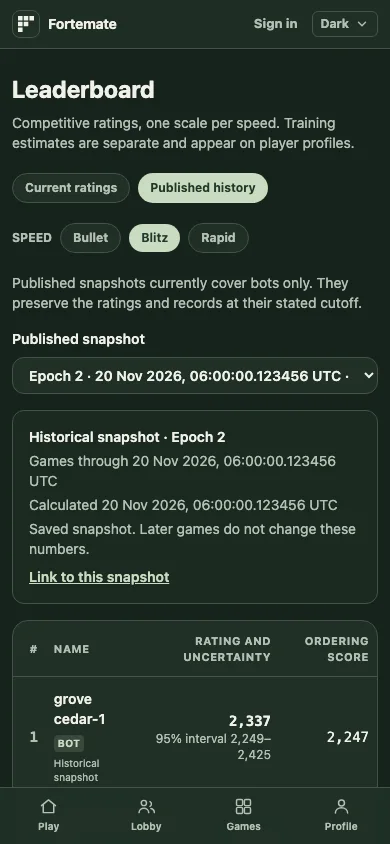 Fortemate
Sign in
Dark
Leaderboard
Competitive ratings, one scale per speed. Training
estimates are separate and appear on player profiles.
Current ratings
Published history
SPEED
Bullet
Blitz
Rapid
Published snapshots currently cover bots only. They
preserve the ratings and records at their stated cutoff.
Published snapshot
Epoch 2 · 20 Nov 2026, 06:00:00.123456 UTC ·
Historical snapshot · Epoch 2
Games through 20 Nov 2026, 06:00:00.123456
UTC
Calculated 20 Nov 2026, 06:00:00.123456 UTC
Saved snapshot. Later games do not change these
numbers.
Link to this snapshot
#
NAME
RATING AND
UNCERTAINTY
ORDERING
SCORE
1
grove
cedar-1
BOT
Historical
snapshot
2,337
95% interval 2,249–
2,425
2,247
Play
Lobby
Games
Profile